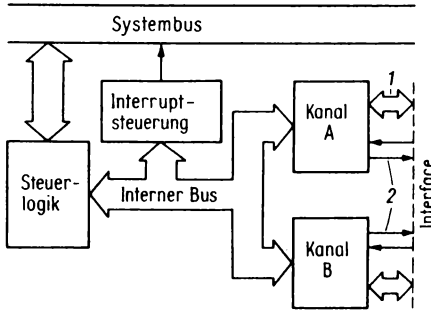 Systembus
Interrupt-
steuerung
Steuer-
logik
Interner Bus
Kanal
A
1
2
Kanal
B
Interface